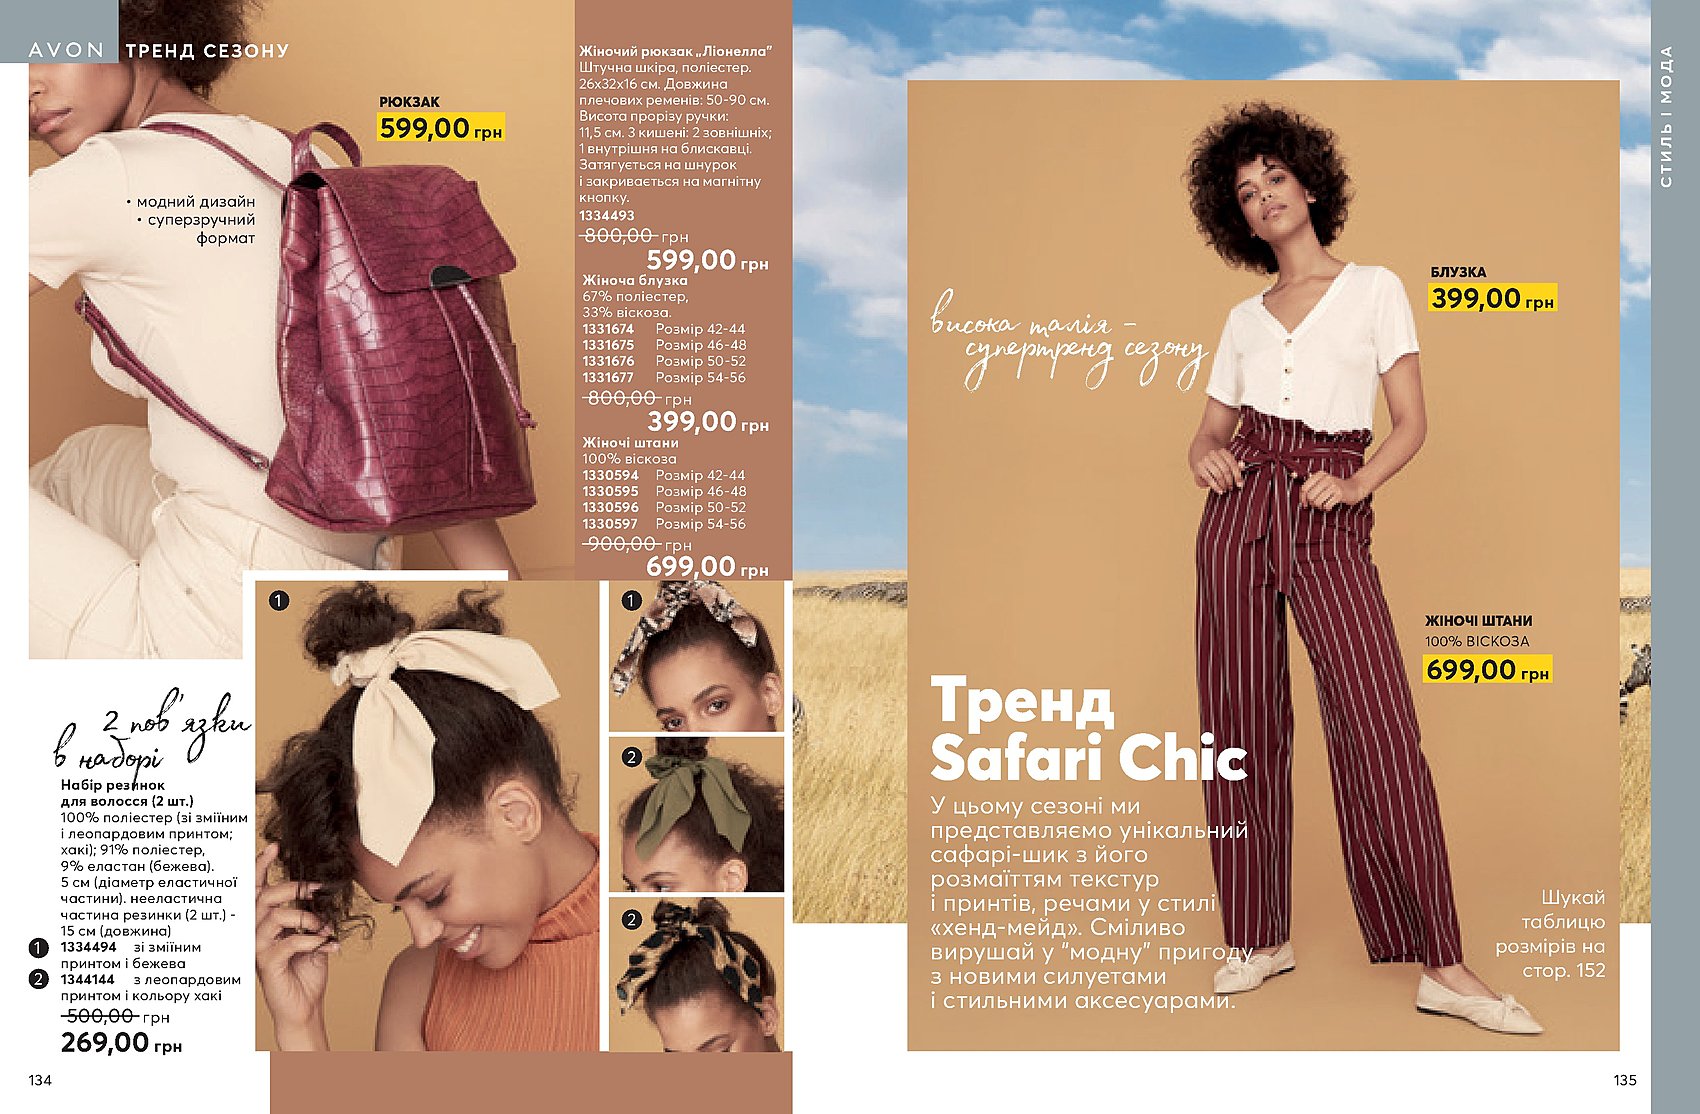 AVON ТРЕНД СЕЗОНУ
РЮКЗАК
599,00 грн
• модний дизайн
• суперзручний
формат
Жіночий рюкзак „Ліонелла”
Штучна шкіра, поліестер.
26х32х16 см. Довжина
плечових ременів: 50-90 см.
Висота прорізу ручки:
11,5 см. 3 кишені: 2 зовнішніх;
1 внутрішня на блискавці.
Затягується на шнурок
і закривається на магнітну
кнопку.
1334493
800,00 грн
599,00 грн
Жіноча блузка
67% поліестер,
33% віскоза.
1331674 Розмір 42-44
1331675 Розмір 46-48
1331676 Розмір 50-52
1331677 Розмір 54-56
800,00 грн
399,00 грн
Жіночі штани
100% віскоза
1330594 Розмір 42-44
1330595 Розмір 46-48
1330596 Розмір 50-52
1330597 Розмір 54-56
900,00 грн
699,00 грн
1
1
2
2
2 пов'язки
в наборі
Набір резинок
для волосся (2 шт.)
100% поліестер (зі зміїним
і леопардовим принтом;
хакі); 91% поліестер,
9% еластан (бежева).
5 см (діаметр еластичної
частини). нееластична
частина резинки (2 шт.) -
15 см (довжина)
1 1334494 зі зміїним
принтом і бежева
2 1344144 з леопардовим
принтом і кольору хакі
500,00 грн
269,00 грн
134
СТИЛЬ І МОДА
висока талія –
супертренд сезону
БЛУЗКА
399,00 грн
ЖІНОЧІ ШТАНИ
100% ВІСКОЗА
699,00 грн
Тренд
Safari Chic
У цьому сезоні ми
представляємо унікальний
сафарі-шик з його
розмаїттям текстур
і принтів, речами у стилі
«хенд-мейд». Сміливо
вирушай у "модну" пригоду
з новими силуетами
і стильними аксесуарами.
Шукай
таблицю
розмірів на
стор. 152
135